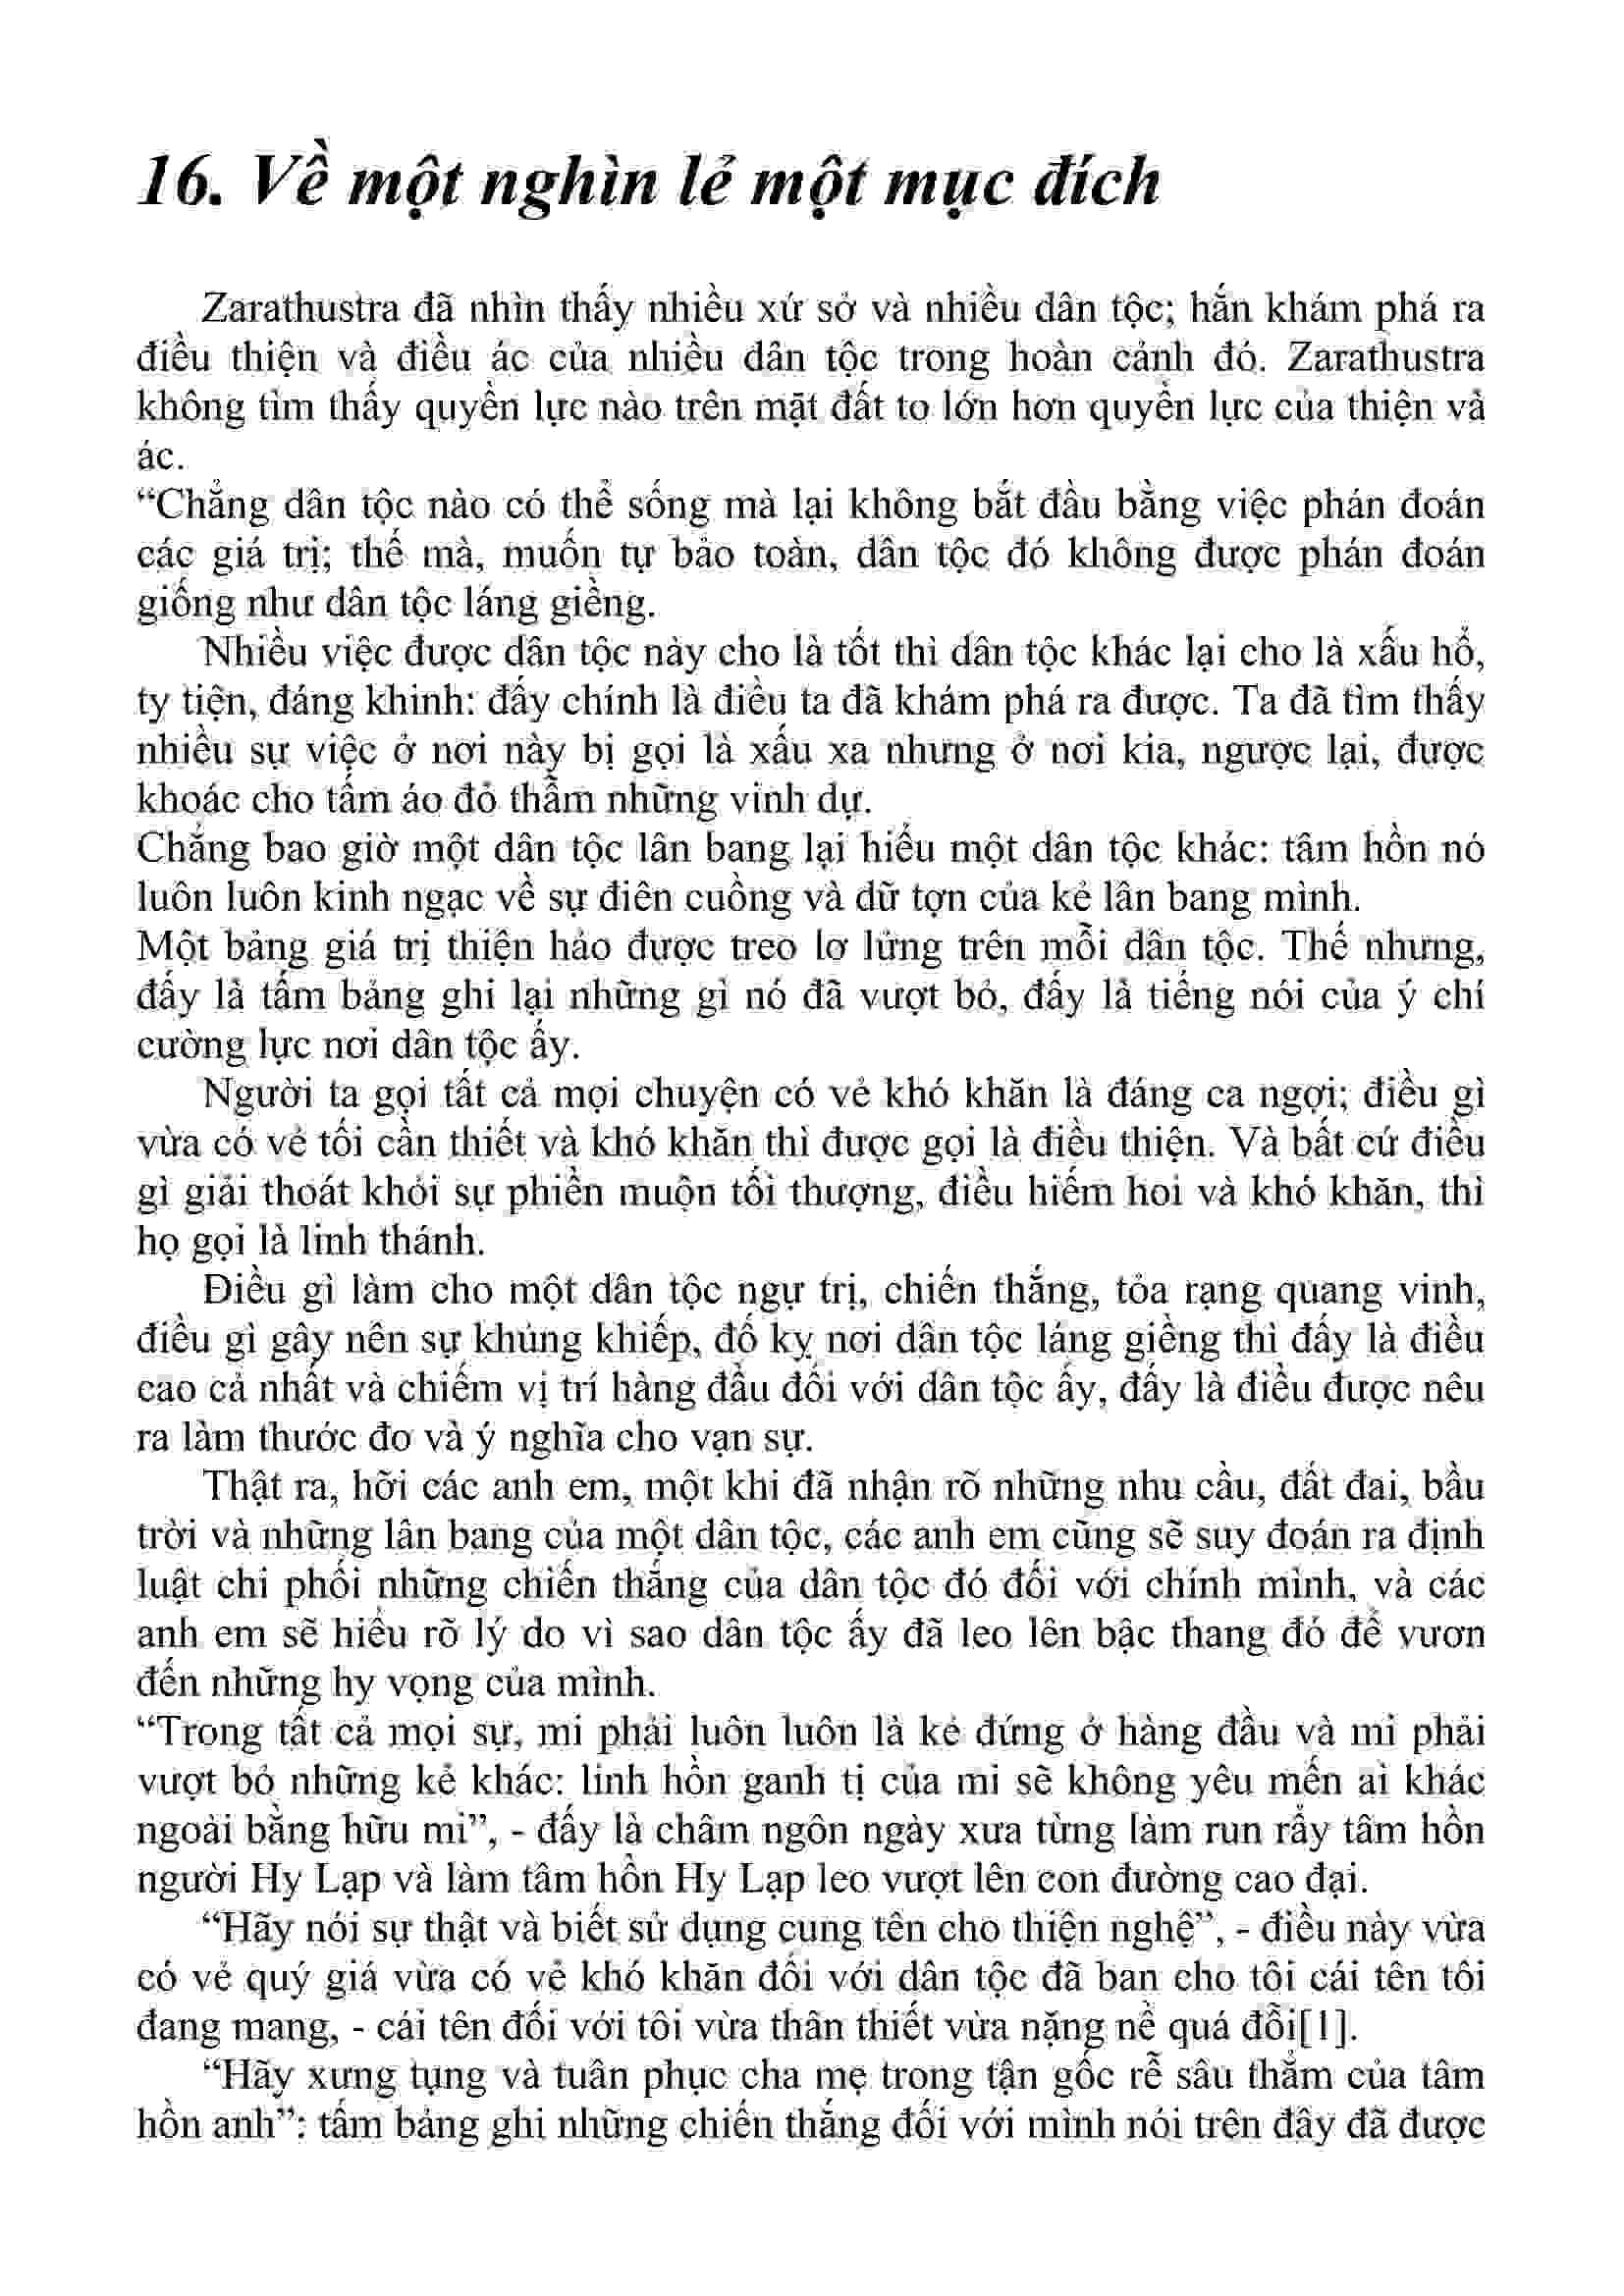 16. Về một nghìn lẻ một mục đích
Zarathustra đã nhìn thấy nhiều xứ sở và nhiều dân tộc; hắn khám phá ra
điều thiện và điều ác của nhiều dân tộc trong hoàn cảnh đó. Zarathustra
không tìm thấy quyền lực nào trên mặt đất to lớn hơn quyền lực của thiện và
ác.
“Chẳng dân tộc nào có thể sống mà lại không bắt đầu bằng việc phán đoán
các giá trị; thế mà, muốn tự bảo toàn, dân tộc đó không được phán đoán
giống như dân tộc láng giềng.
Nhiều việc được dân tộc này cho là tốt thì dân tộc khác lại cho là xấu hổ,
ty tiện, đáng khinh: đấy chính là điều ta đã khám phá ra được. Ta đã tìm thấy
nhiều sự việc ở nơi này bị gọi là xấu xa nhưng ở nơi kia, ngược lại, được
khoác cho tấm áo đỏ thẫm những vinh dự.
Chẳng bao giờ một dân tộc lân bang lại hiểu một dân tộc khác: tâm hồn nó
luôn luôn kinh ngạc về sự điên cuồng và dữ tợn của kẻ lân bang mình.
Một bảng giá trị thiện hảo được treo lơ lửng trên mỗi dân tộc. Thế nhưng,
đấy là tấm bảng ghi lại những gì nó đã vượt bỏ, đấy là tiếng nói của ý chí
cường lực nơi dân tộc ấy.
Người ta gọi tất cả mọi chuyện có vẻ khó khăn là đáng ca ngợi; điều gì
vừa có vẻ tối cần thiết và khó khăn thì được gọi là điều thiện. Và bất cứ điều
gì giải thoát khỏi sự phiền muộn tối thượng, điều hiếm hoi và khó khăn, thì
họ gọi là linh thánh.
Điều gì làm cho một dân tộc ngự trị, chiến thắng, tỏa rạng quang vinh,
điều gì gây nên sự khủng khiếp, đố kỵ nơi dân tộc láng giềng thì đấy là điều
cao cả nhất và chiếm vị trí hàng đầu đối với dân tộc ấy, đấy là điều được nêu
ra làm thước đo và ý nghĩa cho vạn sự.
Thật ra, hỡi các anh em, một khi đã nhận rõ những nhu cầu, đất đai, bầu
trời và những lân bang của một dân tộc, các anh em cũng sẽ suy đoán ra định
luật chi phối những chiến thắng của dân tộc đó đối với chính mình, và các
anh em sẽ hiểu rõ lý do vì sao dân tộc ấy đã leo lên bậc thang đó để vươn
đến những hy vọng của mình.
“Trong tất cả mọi sự, mi phải luôn luôn là kẻ đứng ở hàng đầu và mi phải
vượt bỏ những kẻ khác: linh hồn ganh tị của mi sẽ không yêu mến ai khác
ngoài bằng hữu mi”, - đấy là châm ngôn ngày xưa từng làm run rẩy tâm hồn
người Hy Lạp và làm tâm hồn Hy Lạp leo vượt lên con đường cao đại.
“Hãy nói sự thật và biết sử dụng cung tên cho thiện nghệ”, - điều này vừa
có vẻ quý giá vừa có vẻ khó khăn đối với dân tộc đã ban cho tôi cái tên tôi
đang mang, - cái tên đối với tôi vừa thân thiết vừa nặng nề quá đỗi[1].
“Hãy xưng tụng và tuân phục cha mẹ trong tận gốc rễ sâu thẳm của tâm
hồn anh”: tấm bảng ghi những chiến thắng đối với mình nói trên đây đã được